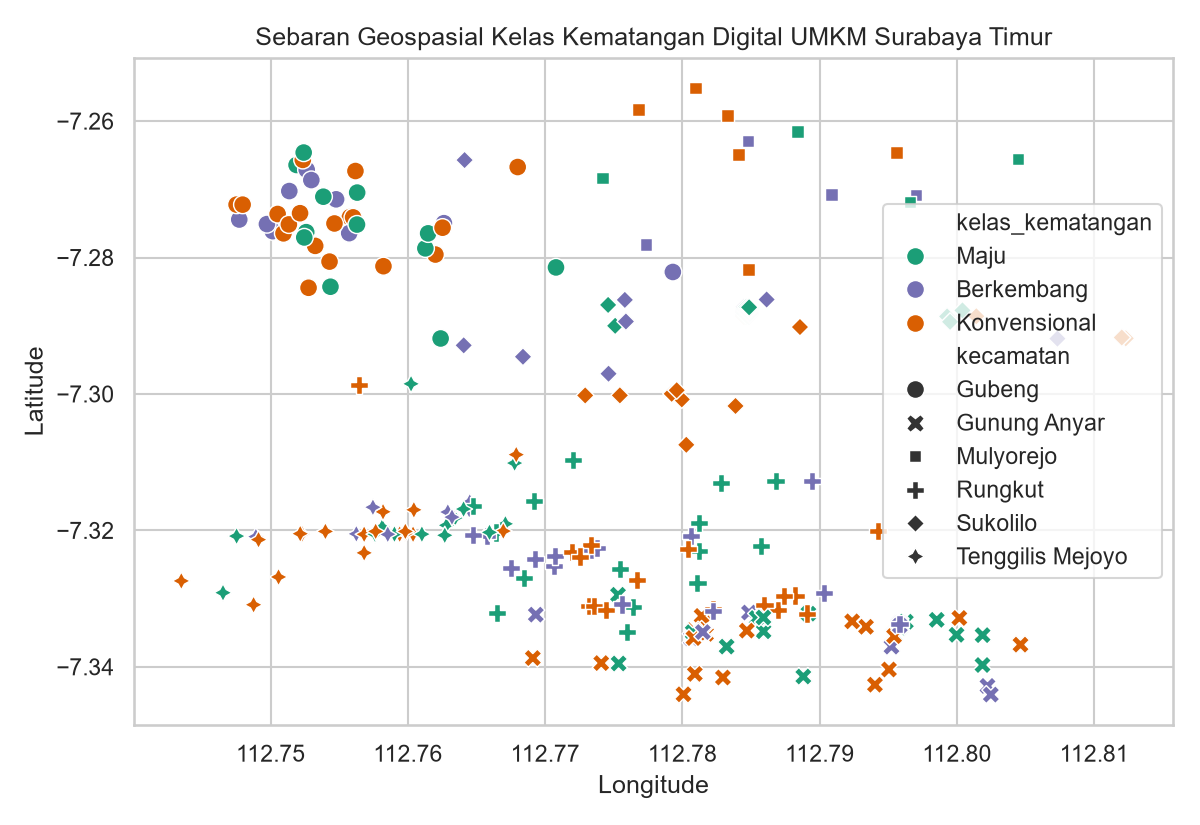 Sebaran Geospasial Kelas Kematangan Digital UMKM Surabaya Timur
−7.26
−7.28
−7.30
−7.32
−7.34
Latitude
kelas_kematangan
Maju
Berkembang
Konvensional
kecamatan
Gubeng
Gunung Anyar
Mulyorejo
Rungkut
Sukolilo
Tenggilis Mejoyo
112.75 112.76 112.77 112.78 112.79 112.80 112.81
Longitude